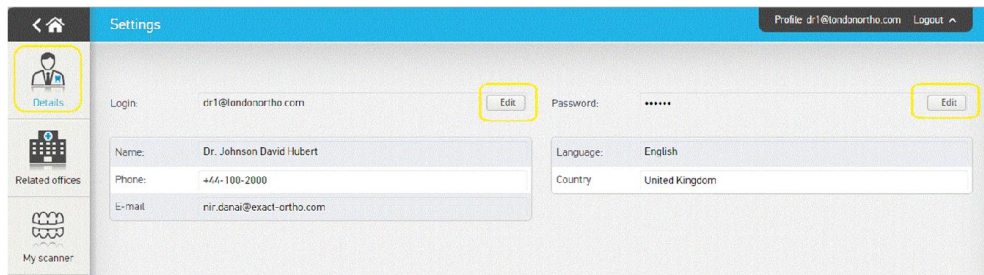 Settings
Profile dr1@londonortho.com Logout
Details
Login: dr1@londonortho.com Edit Password: •••••• Edit
Name: Dr. Johnson David Hubert Language: English
Related offices
Phone: +44-100-2000 Country United Kingdom
E-mail nir.danai@exact-ortho.com
My scanner